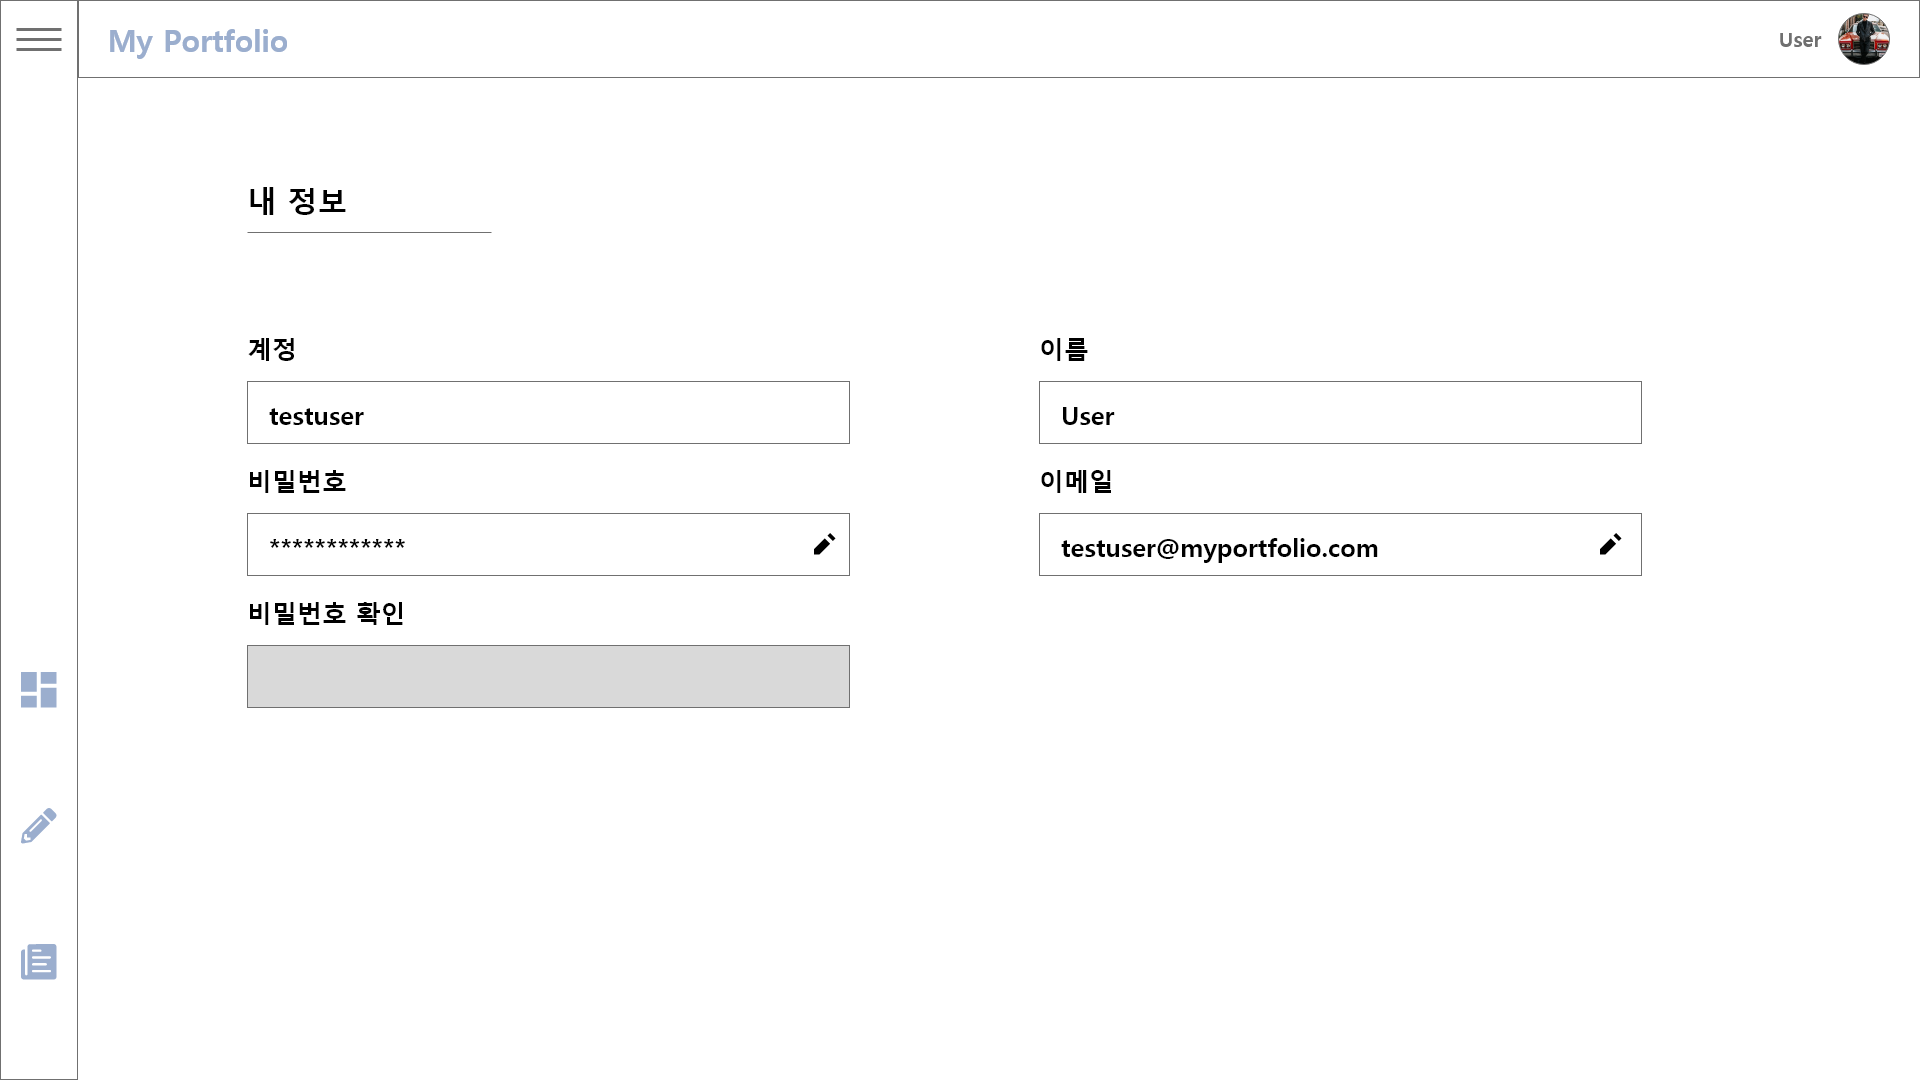 My Portfolio
User
내 정보
계정
testuser
이름
User
비밀번호
************
이메일
testuser@myportfolio.com
비밀번호 확인